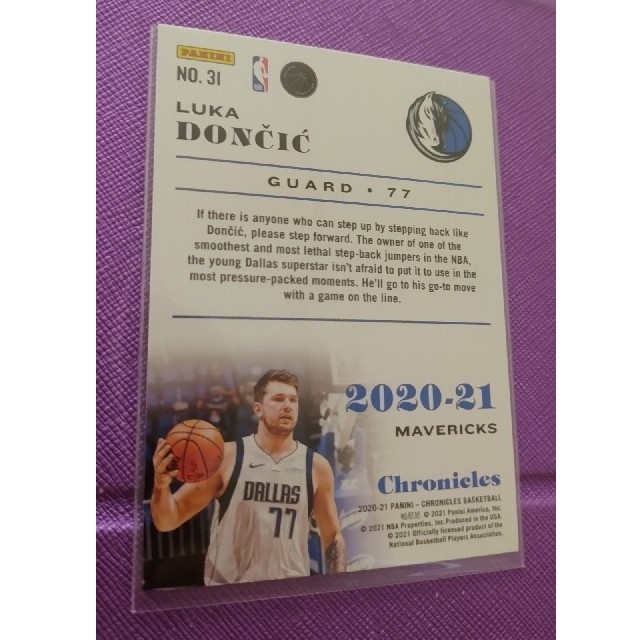 PANINI
NO. 31
LUKA
DONČIĆ
GUARD • 77
If there is anyone who can step up by stepping back like
Dončić, please step forward. The owner of one of the
smoothest and most lethal step-back jumpers in the NBA,
the young Dallas superstar isn't afraid to put it to use in the
most pressure-packed moments. He'll go to his go-to move
with a game on the line.
2020-21
MAVERICKS
DALLAS
77
Chronicles
2020-21 PANINI – CHRONICLES BASKETBALL
© 2021 Panini America, Inc.
© 2021 NBA Properties, Inc. Produced in the USA.
© 2021 Officially licensed product of the
National Basketball Players Association.